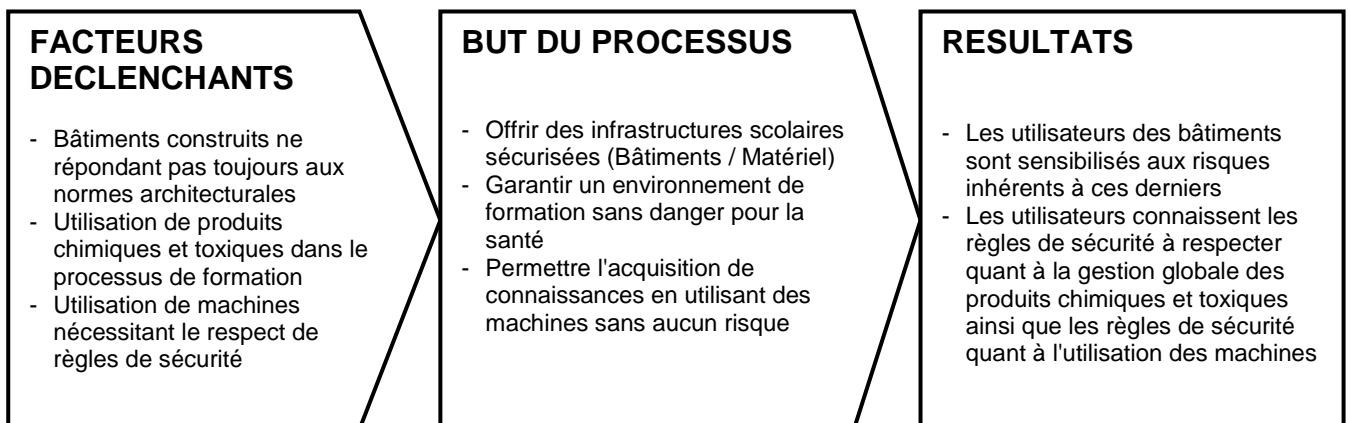 FACTEURS
DECLENCHANTS
- Bâtiments construits ne
répondant pas toujours aux
normes architecturales
- Utilisation de produits
chimiques et toxiques dans le
processus de formation
- Utilisation de machines
nécessitant le respect de
règles de sécurité
BUT DU PROCESSUS
- Offrir des infrastructures scolaires
sécurisées (Bâtiments / Matériel)
- Garantir un environnement de
formation sans danger pour la
santé
- Permettre l'acquisition de
connaissances en utilisant des
machines sans aucun risque
RESULTATS
- Les utilisateurs des bâtiments
sont sensibilisés aux risques
inhérents à ces derniers
- Les utilisateurs connaissent les
règles de sécurité à respecter
quant à la gestion globale des
produits chimiques et toxiques
ainsi que les règles de sécurité
quant à l'utilisation des machines